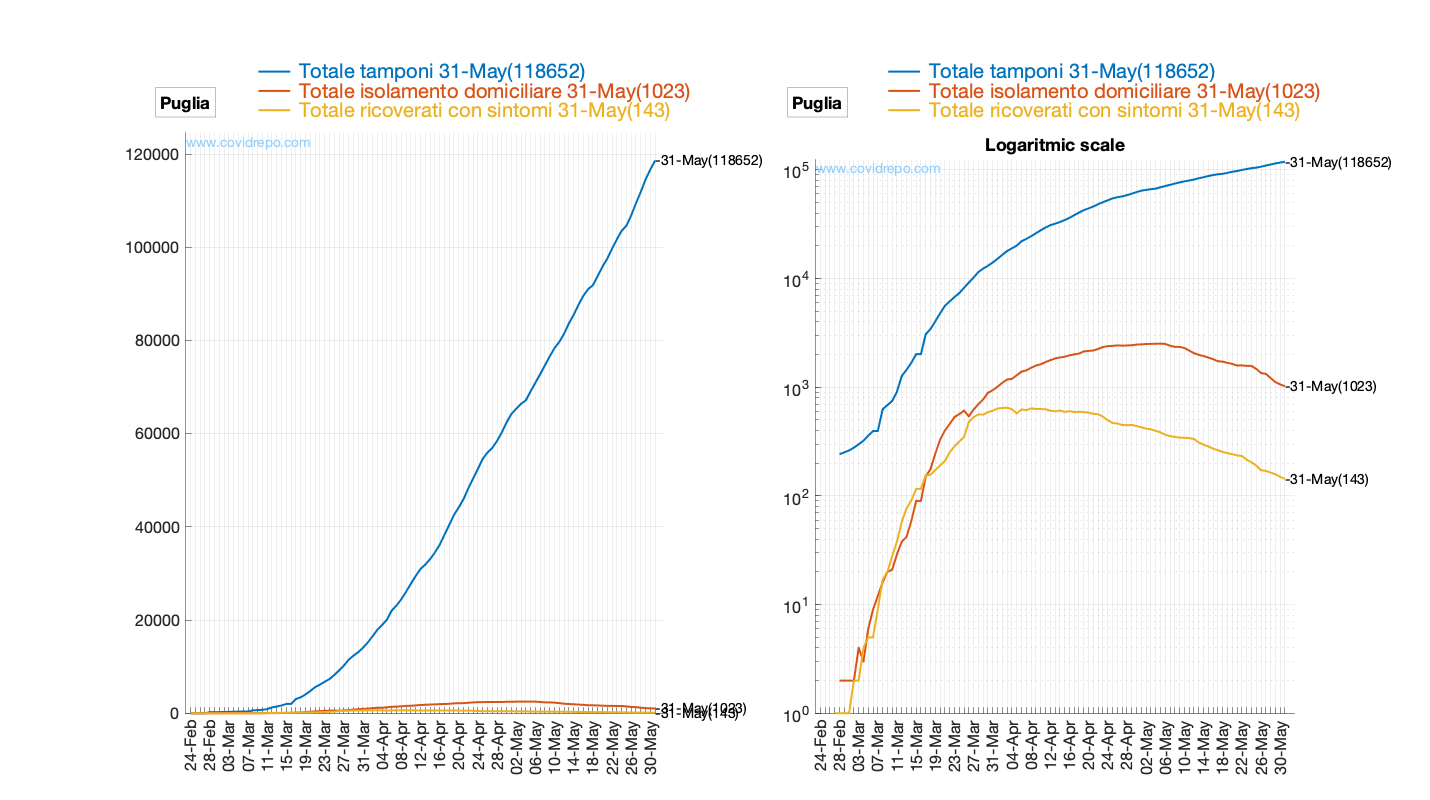 Totale tamponi 31-May(118652)
Totale isolamento domiciliare 31-May(1023)
Totale ricoverati con sintomi 31-May(143)
Puglia
www.covidrepo.com
120000
100000
80000
60000
40000
20000
0
-31-May(118652)
-31-May(1023)
-31-May(143)
24-Feb
28-Feb
03-Mar
07-Mar
11-Mar
15-Mar
19-Mar
23-Mar
27-Mar
31-Mar
04-Apr
08-Apr
12-Apr
16-Apr
20-Apr
24-Apr
28-Apr
02-May
06-May
10-May
14-May
18-May
22-May
26-May
30-May
Totale tamponi 31-May(118652)
Totale isolamento domiciliare 31-May(1023)
Totale ricoverati con sintomi 31-May(143)
Puglia
Logaritmic scale
www.covidrepo.com
10^5
10^4
10^3
10^2
10^1
10^0
-31-May(118652)
-31-May(1023)
-31-May(143)
24-Feb
28-Feb
03-Mar
07-Mar
11-Mar
15-Mar
19-Mar
23-Mar
27-Mar
31-Mar
04-Apr
08-Apr
12-Apr
16-Apr
20-Apr
24-Apr
28-Apr
02-May
06-May
10-May
14-May
18-May
22-May
26-May
30-May